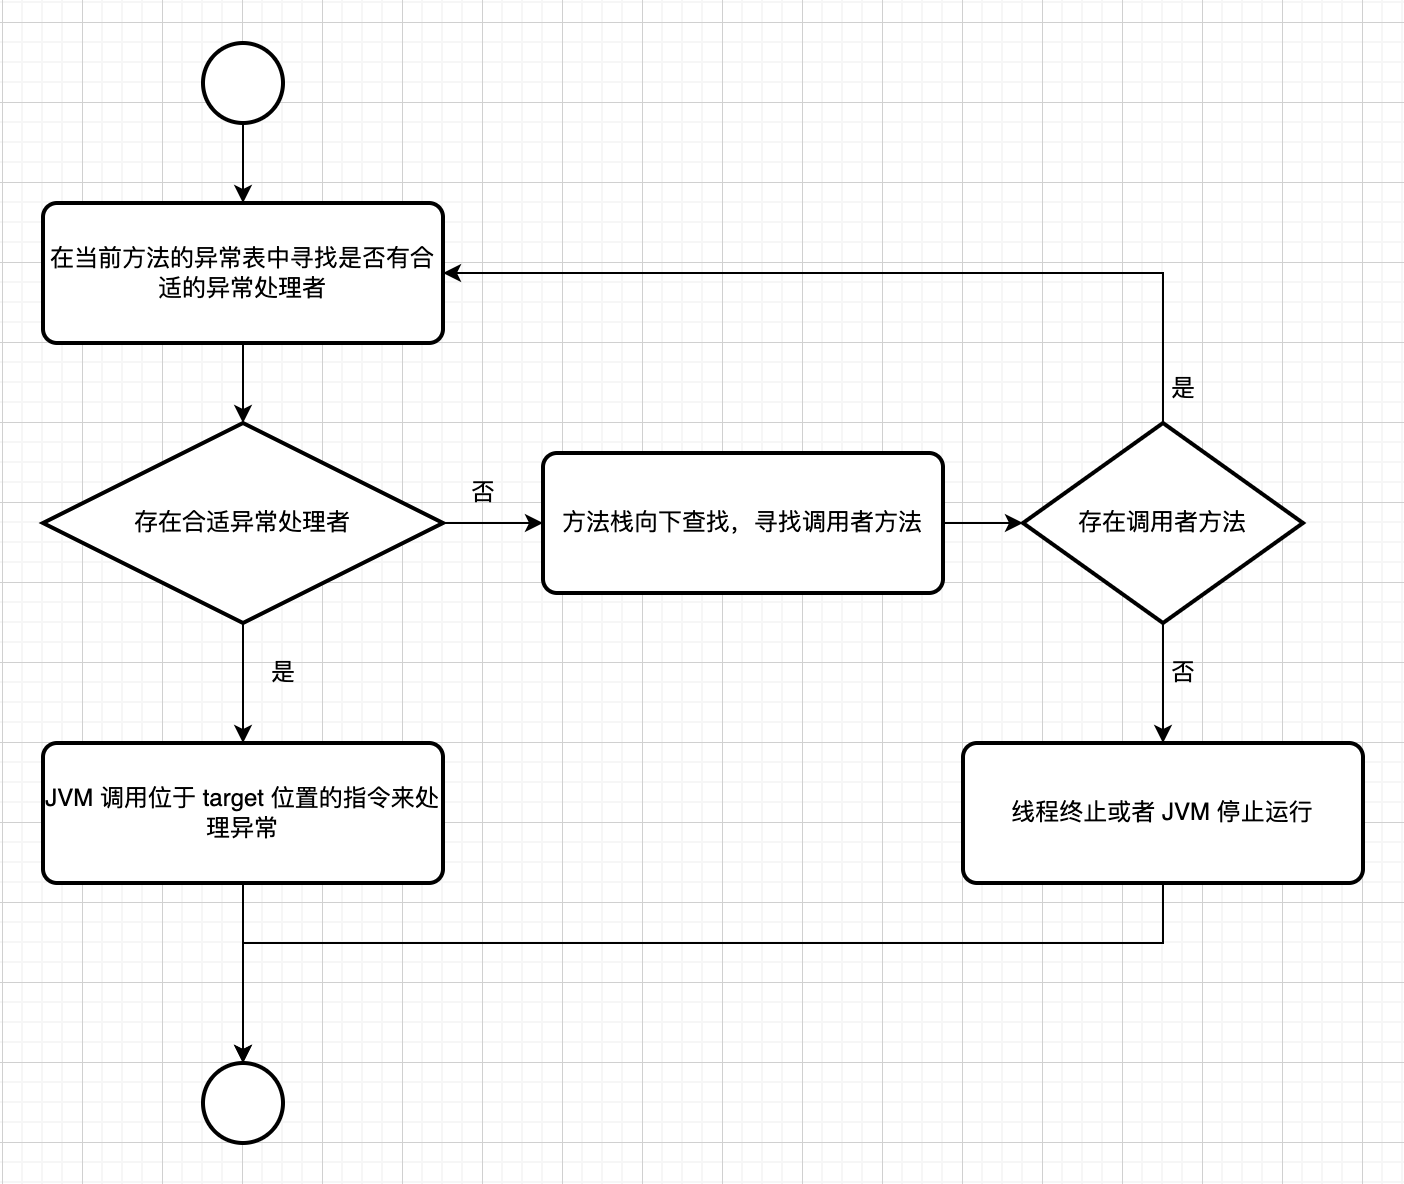 在当前方法的异常表中寻找是否有合
适的异常处理者
是
存在合适异常处理者
否
方法栈向下查找，寻找调用者方法
存在调用者方法
是
否
JVM 调用位于 target 位置的指令来处
理异常
线程终止或者 JVM 停止运行